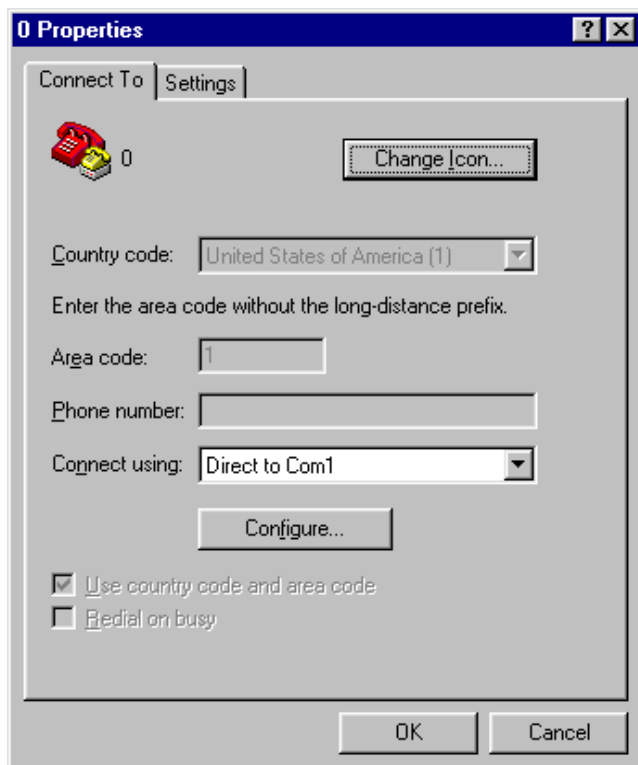 0 Properties
Connect To Settings
0 Change Icon...
Country code: United States of America (1)
Enter the area code without the long-distance prefix.
Area code: 1
Phone number:
Connect using: Direct to Com1
Configure...
Use country code and area code
Redial on busy
OK Cancel